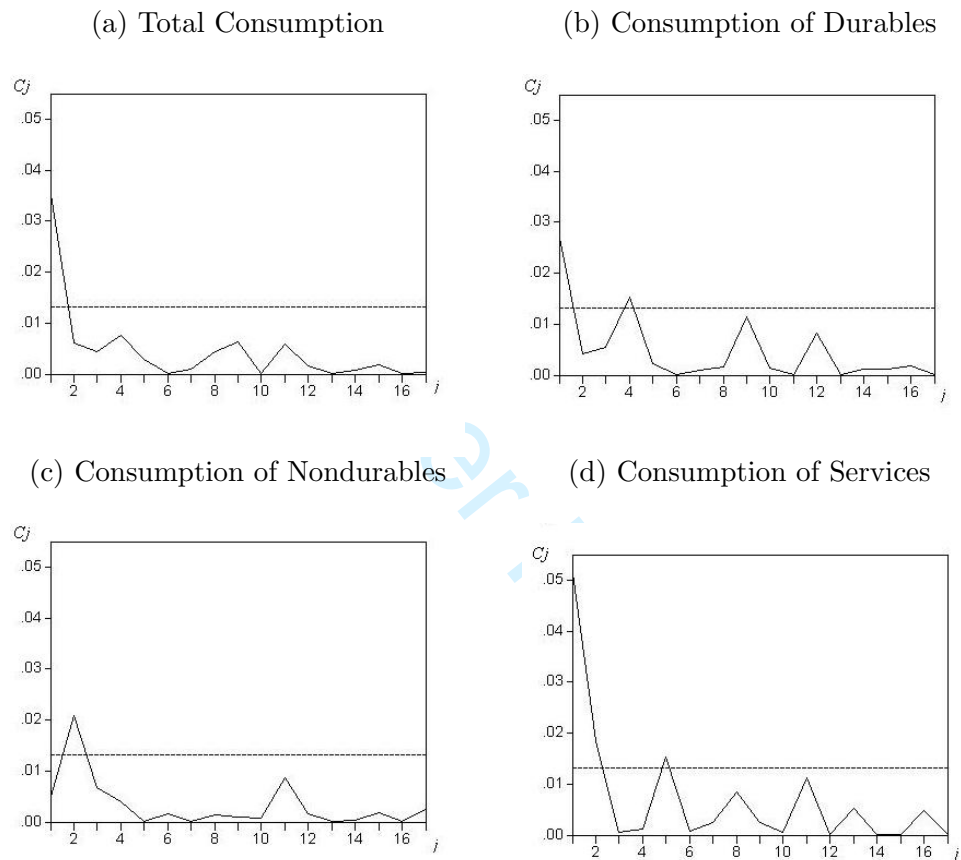 (a) Total Consumption
(b) Consumption of Durables
Cj
.05
.04
.03
.02
.01
.00
2 4 6 8 10 12 14 16 j
Cj
.05
.04
.03
.02
.01
.00
2 4 6 8 10 12 14 16 j
(c) Consumption of Nondurables
(d) Consumption of Services
Cj
.05
.04
.03
.02
.01
.00
2 4 6 8 10 12 14 16 j
Cj
.05
.04
.03
.02
.01
.00
2 4 6 8 10 12 14 16 j
er